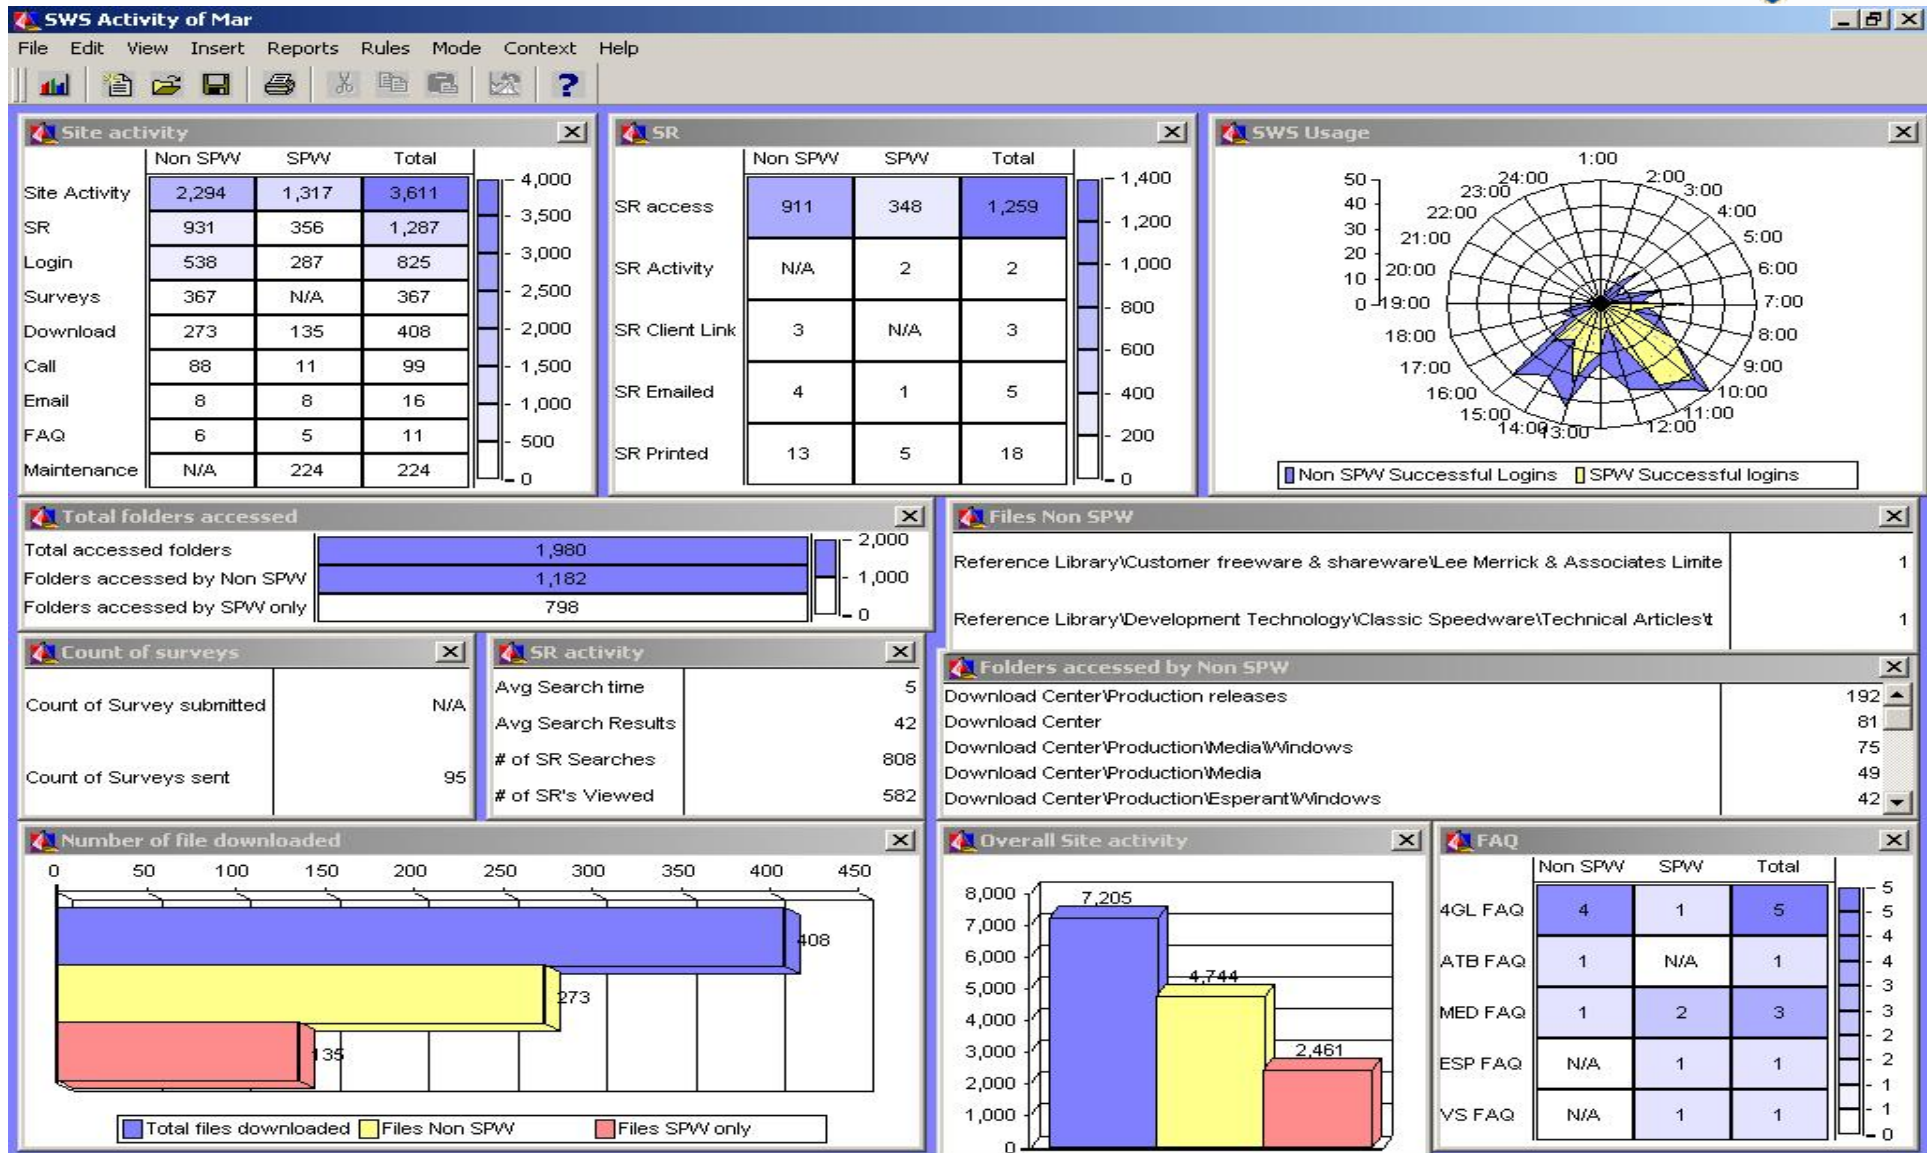 SWS Activity of Mar
File Edit View Insert Reports Rules Mode Context Help
Site activity
Non SPW SPW Total
Site Activity 2,294 1,317 3,611
SR 931 356 1,287
Login 538 287 825
Surveys 367 N/A 367
Download 273 135 408
Call 88 11 99
Email 8 8 16
FAQ 6 5 11
Maintenance N/A 224 224
4,000
3,500
3,000
2,500
2,000
1,500
1,000
500
0
SR
Non SPW SPW Total
SR access 911 348 1,259
SR Activity N/A 2 2
SR Client Link 3 N/A 3
SR Emailed 4 1 5
SR Printed 13 5 18
1,400
1,200
1,000
800
600
400
200
0
SWS Usage
50
40
30
20
10
0
1:00
2:00
3:00
4:00
5:00
6:00
7:00
8:00
9:00
10:00
11:00
12:00
13:00
14:00
15:00
16:00
17:00
18:00
19:00
20:00
21:00
22:00
23:00
24:00
Non SPW Successful Logins SPW Successful logins
Total folders accessed
Total accessed folders 1,980
Folders accessed by Non SPW 1,182
Folders accessed by SPW only 798
2,000
1,000
0
Files Non SPW
Reference Library\Customer freeware & shareware\Lee Merrick & Associates Limite 1
Reference Library\Development Technology\Classic Speedware\Technical Articles\t 1
Count of surveys
Count of Survey submitted N/A
Count of Surveys sent 95
SR activity
Avg Search time 5
Avg Search Results 42
# of SR Searches 808
# of SR's Viewed 582
Folders accessed by Non SPW
Download Center\Production releases 192
Download Center 81
Download Center\Production\Media\Windows 75
Download Center\Production\Media 49
Download Center\Production\Esperant\Windows 42
Number of file downloaded
0 50 100 150 200 250 300 350 400 450
408
273
135
Total files downloaded Files Non SPW Files SPW only
Overall Site activity
8,000
7,000
6,000
5,000
4,000
3,000
2,000
1,000
0
7,205
4,744
2,461
FAQ
Non SPW SPW Total
4GL FAQ 4 1 5
ATB FAQ 1 N/A 1
MED FAQ 1 2 3
ESP FAQ N/A 1 1
VS FAQ N/A 1 1
5
5
4
4
3
3
2
2
1
1
0